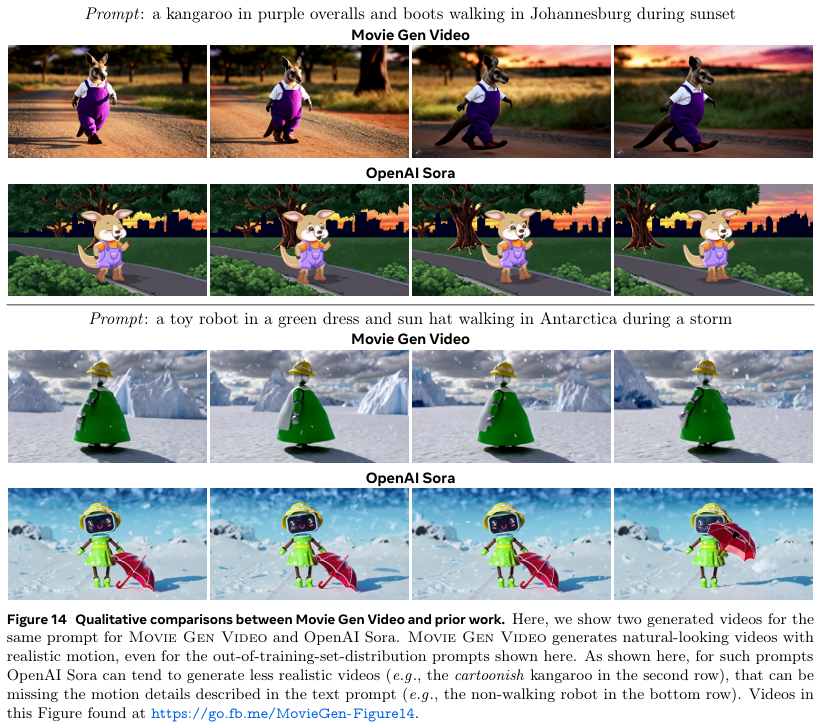 Prompt: a kangaroo in purple overalls and boots walking in Johannesburg during sunset
Movie Gen Video
OpenAI Sora
Prompt: a toy robot in a green dress and sun hat walking in Antarctica during a storm
Movie Gen Video
OpenAI Sora
Figure 14 Qualitative comparisons between Movie Gen Video and prior work. Here, we show two generated videos for the
same prompt for MOVIE GEN VIDEO and OpenAI Sora. MOVIE GEN VIDEO generates natural-looking videos with
realistic motion, even for the out-of-training-set-distribution prompts shown here. As shown here, for such prompts
OpenAI Sora can tend to generate less realistic videos (e.g., the cartoonish kangaroo in the second row), that can be
missing the motion details described in the text prompt (e.g., the non-walking robot in the bottom row). Videos in
this Figure found at https://go.fb.me/MovieGen-Figure14.